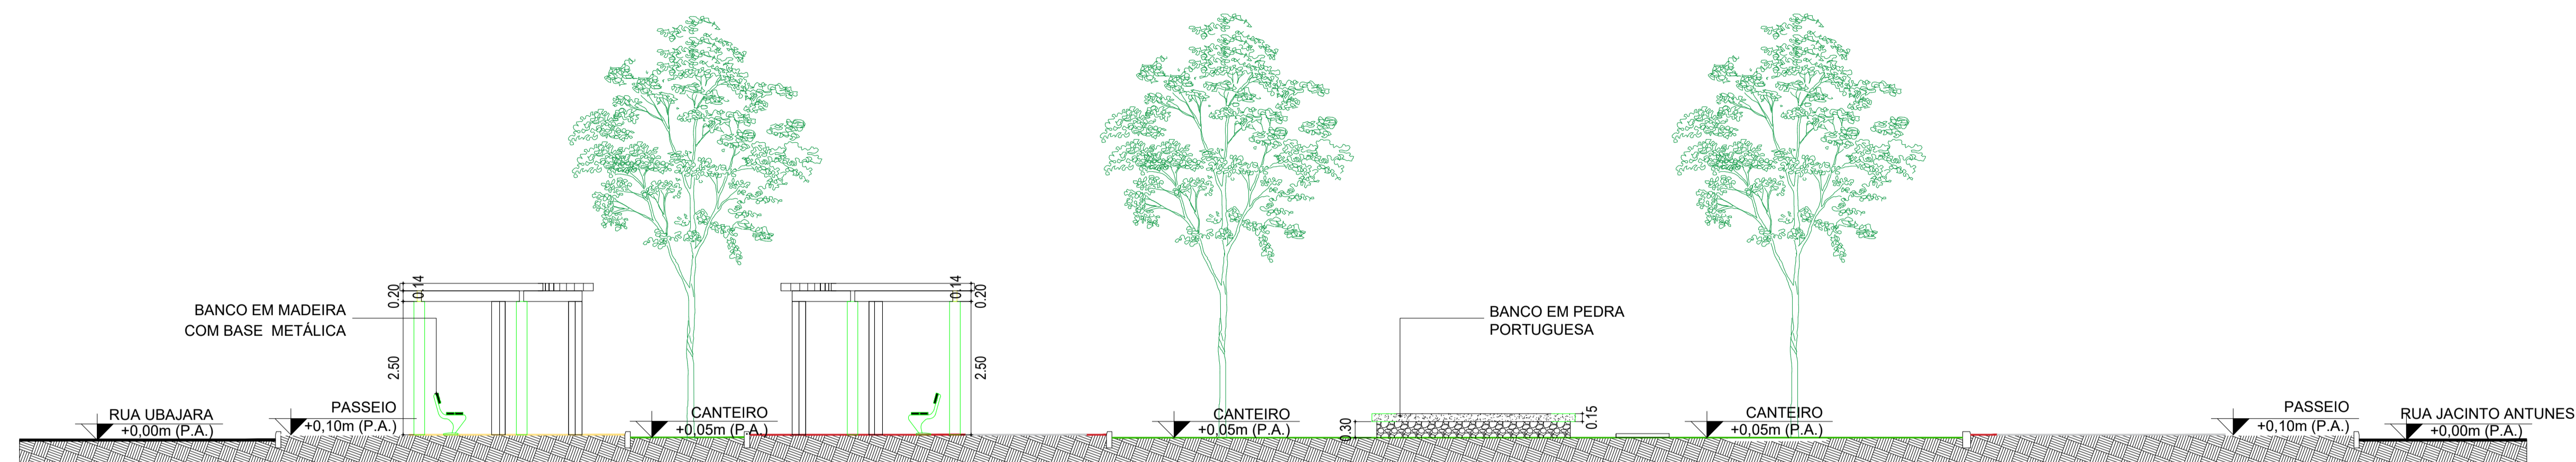 0.14
0.20
2.50
BANCO EM MADEIRA
COM BASE METÁLICA
RUA UBAJARA
+0,00m (P.A.)
PASSEIO
+0,10m (P.A.)
CANTEIRO
+0,05m (P.A.)
0.14
0.20
2.50
CANTEIRO
+0,05m (P.A.)
BANCO EM PEDRA
PORTUGUESA
0.30
0.15
CANTEIRO
+0,05m (P.A.)
PASSEIO
+0,10m (P.A.)
RUA JACINTO ANTUNES
+0,00m (P.A.)